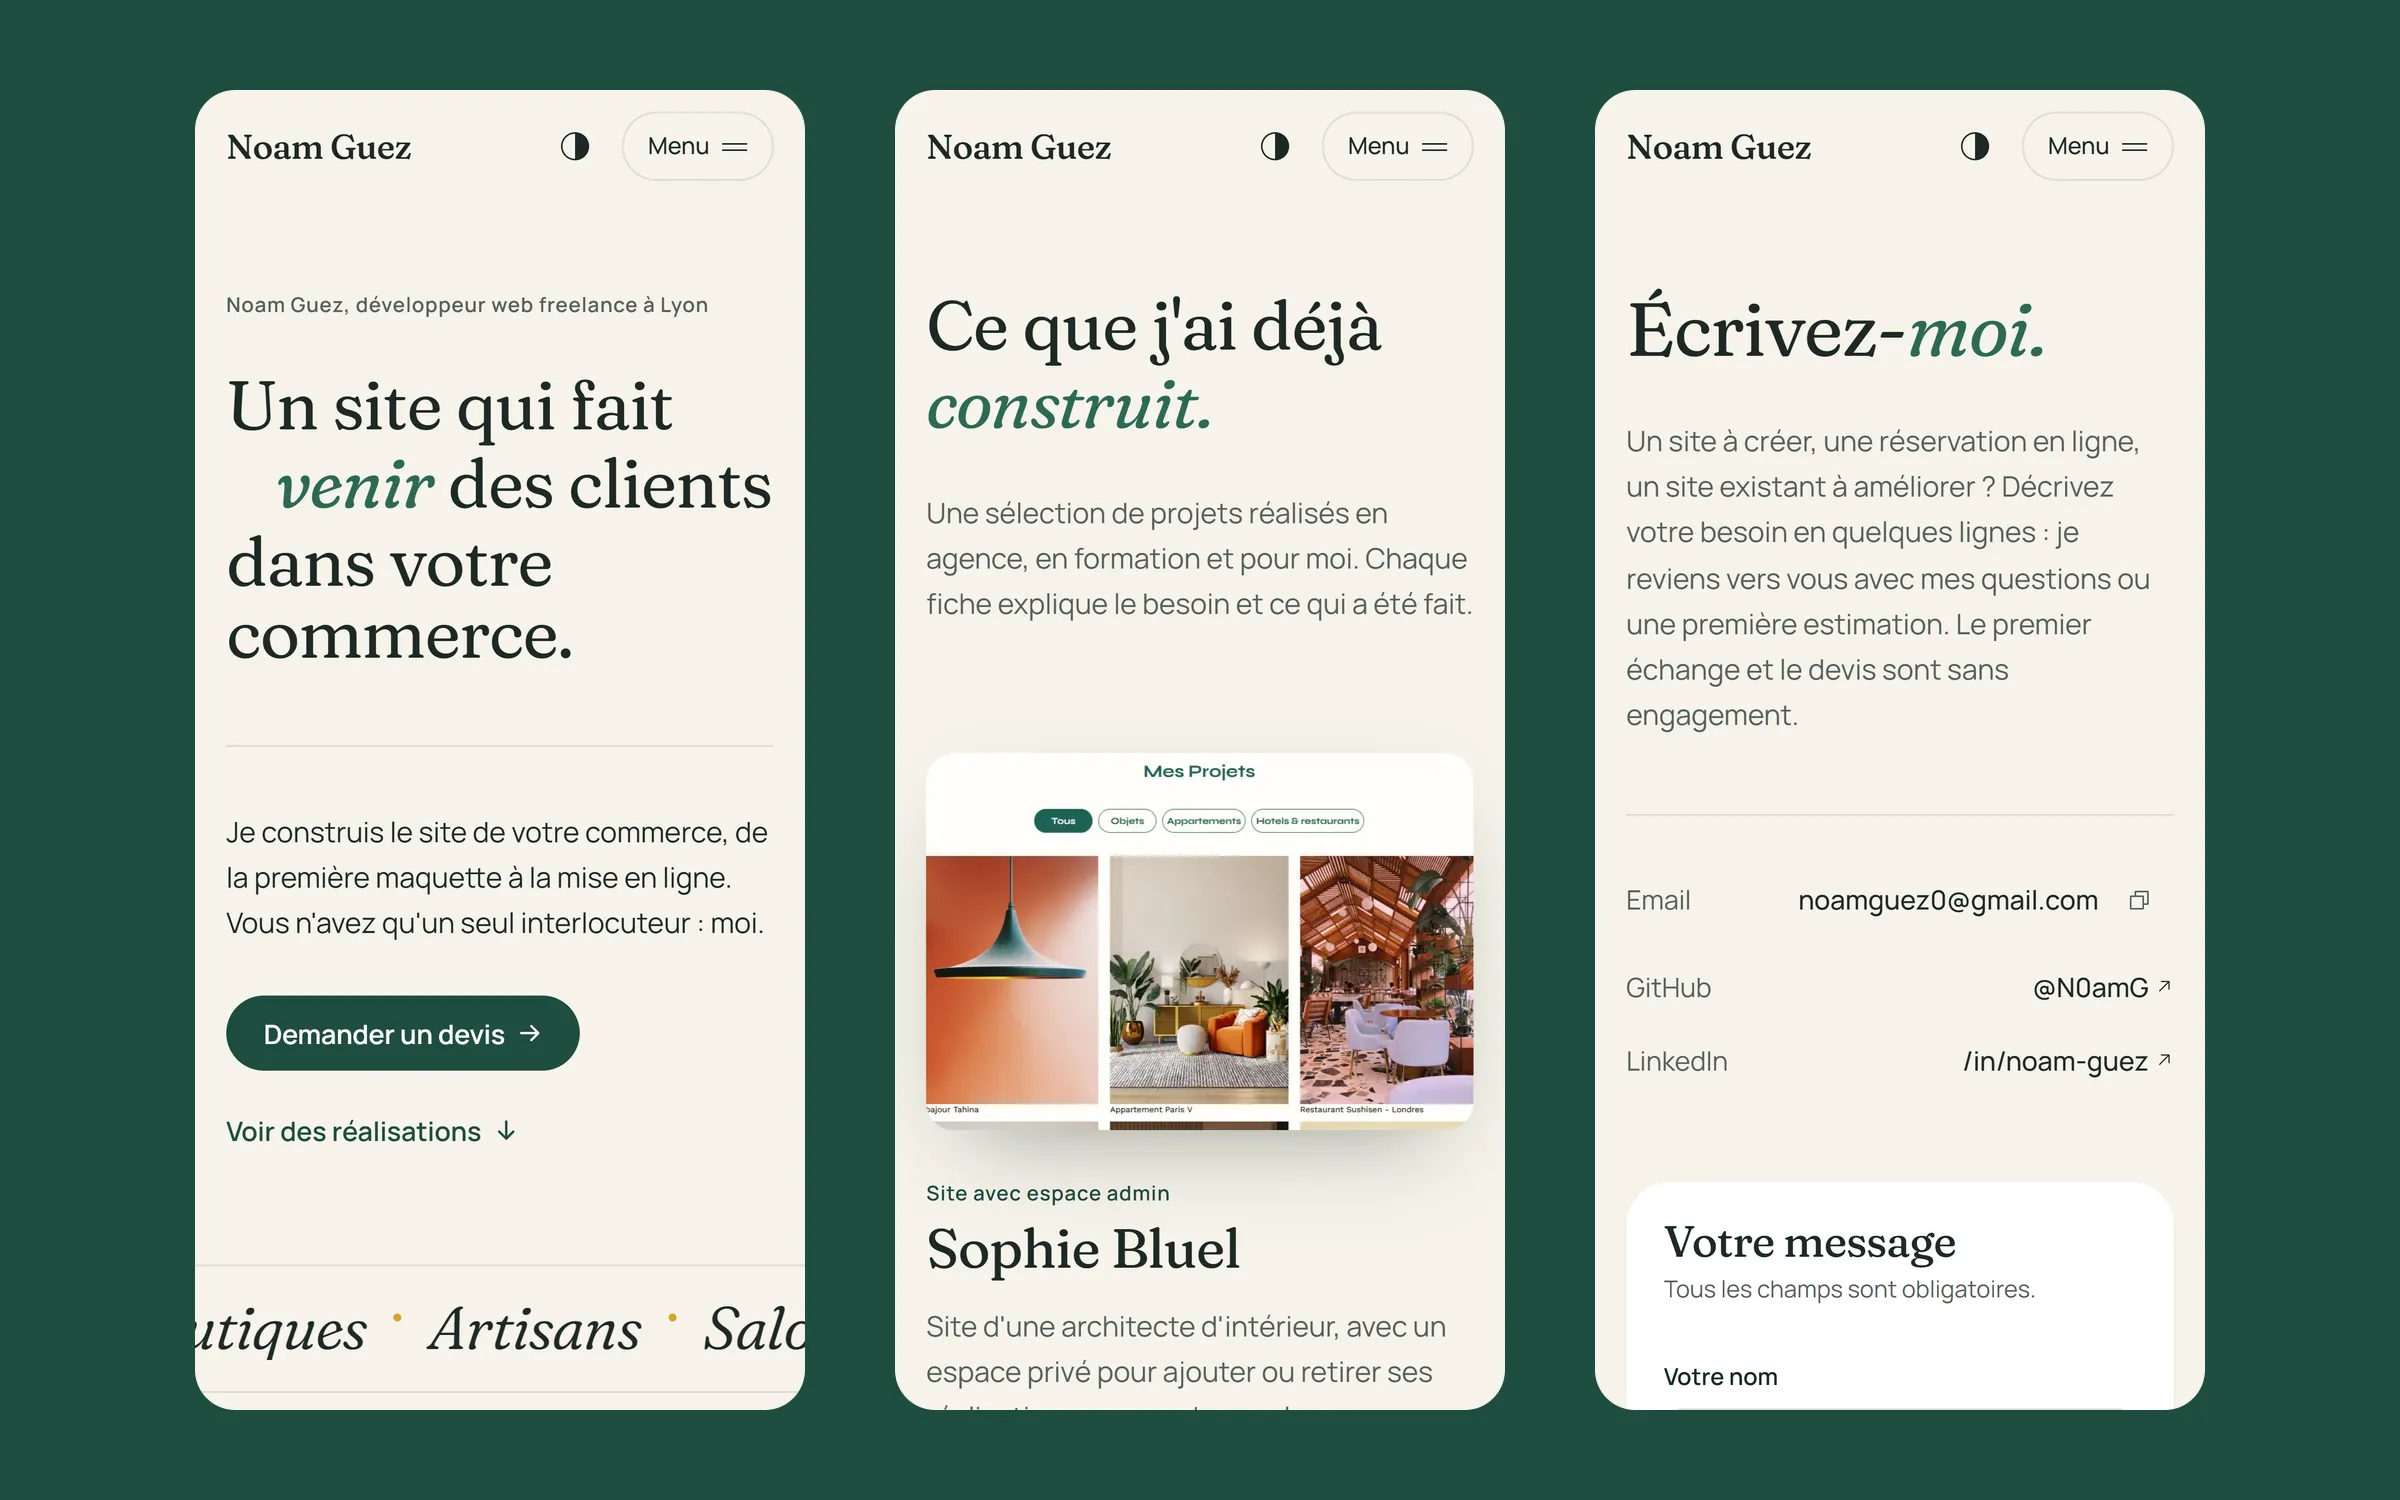 Noam Guez
Menu
Noam Guez, développeur web freelance à Lyon
Un site qui fait
venir des clients
dans votre
commerce.
Je construis le site de votre commerce, de
la première maquette à la mise en ligne.
Vous n'avez qu'un seul interlocuteur : moi.
Demander un devis →
Voir des réalisations ↓
utiques • Artisans • Salo
Noam Guez
Menu
Ce que j'ai déjà
construit.
Une sélection de projets réalisés en
agence, en formation et pour moi. Chaque
fiche explique le besoin et ce qui a été fait.
Mes Projets
Tous
Objets
Appartements
Hotels & restaurants
bajour Tahina
Appartement Paris V
Restaurant Sushisen - Londres
Site avec espace admin
Sophie Bluel
Site d'une architecte d'intérieur, avec un
espace privé pour ajouter ou retirer ses
Noam Guez
Menu
Écrivez-moi.
Un site à créer, une réservation en ligne,
un site existant à améliorer ? Décrivez
votre besoin en quelques lignes : je
reviens vers vous avec mes questions ou
une première estimation. Le premier
échange et le devis sont sans
engagement.
Email noamguez0@gmail.com
GitHub @N0amG ↗
LinkedIn /in/noam-guez ↗
Votre message
Tous les champs sont obligatoires.
Votre nom